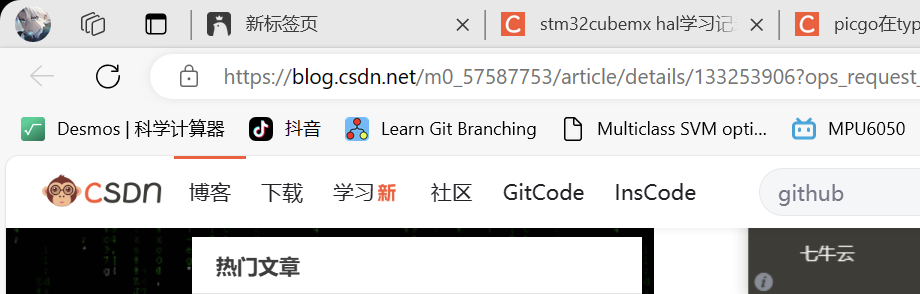 新标签页 stm32cubemx hal学习记 picgo在typ
https://blog.csdn.net/m0_57587753/article/details/133253906?ops_request_
Desmos | 科学计算器 抖音 Learn Git Branching Multiclass SVM opti... MPU6050
CSDN 博客 下载 学习新 社区 GitCode InsCode github
七牛云
热门文章